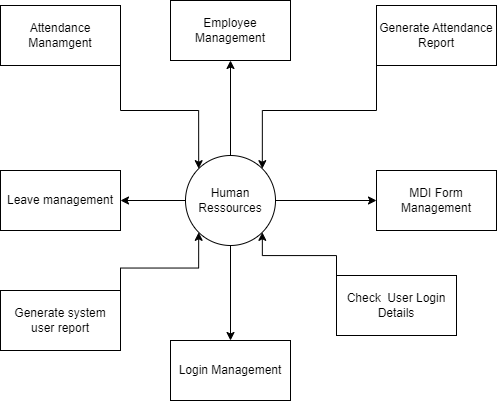 Attendance
Managment
Employee
Management
Generate Attendance
Report
Leave management
Human
Ressources
MDI Form
Management
Generate system
user report
Login Management
Check User Login
Details